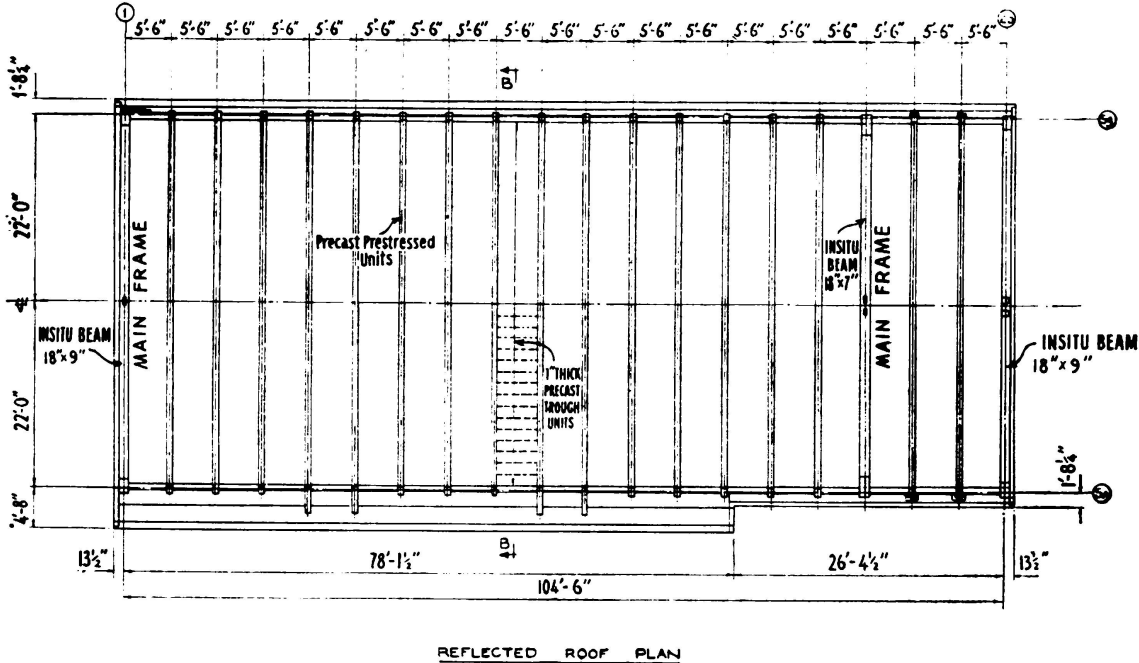 1
5'-6" 5'-6" 5'-6" 5'-6" 5'-6" 5'-6" 5'-6" 5'-6" 5'-6" 5'-6" 5'-6" 5'-6" 5'-6" 5'-6" 5'-6" 5'-6" 5'-6" 5'-6" 5'-6"
1'-8¼"
B
22'-0"
MAIN FRAME
Precast Prestressed
Units
INSITU
BEAM
18"×7"
MAIN FRAME
INSITU BEAM
18"×9"
1" THICK
PRECAST
TROUGH
UNITS
INSITU BEAM
18"×9"
22'-0"
1'-8¼"
4'-8"
B
13½"
78'-1½"
26'-4½"
13½"
104'-6"
REFLECTED ROOF PLAN